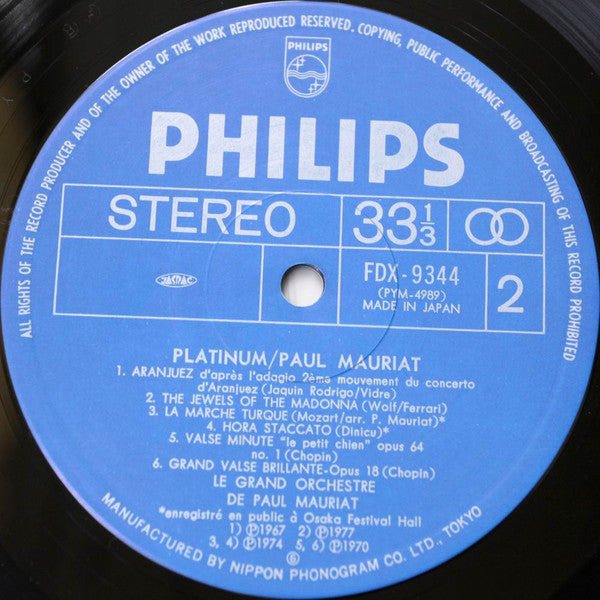 ALL RIGHTS OF THE RECORD PRODUCER AND OF THE OWNER OF THE WORK REPRODUCED RESERVED. COPYING, PUBLIC PERFORMANCE AND BROADCASTING OF THIS RECORD PROHIBITED
PHILIPS
PHILIPS
STEREO 33 1/3
JASRAC FDX-9344 2
(PYM-4989)
MADE IN JAPAN
PLATINUM/PAUL MAURIAT
1. ARANJUEZ d'après l'adagio 2ème mouvement du concerto
d'Aranjuez (Jaquin Rodrigo/Vidre)
2. THE JEWELS OF THE MADONNA (Wolf/Ferrari)
3. LA MARCHE TURQUE (Mozart/arr. P. Mauriat)*
4. HORA STACCATO (Dinicu)*
5. VALSE MINUTE "le petit chien" opus 64
no. 1 (Chopin)
6. GRAND VALSE BRILLANTE-Opus 18 (Chopin)
LE GRAND ORCHESTRE
DE PAUL MAURIAT
*enregistré en public à Osaka Festival Hall
1) ℗1967 2) ℗1977
3, 4) ℗1974 5, 6) ℗1970
MANUFACTURED BY NIPPON PHONOGRAM CO. LTD., TOKYO